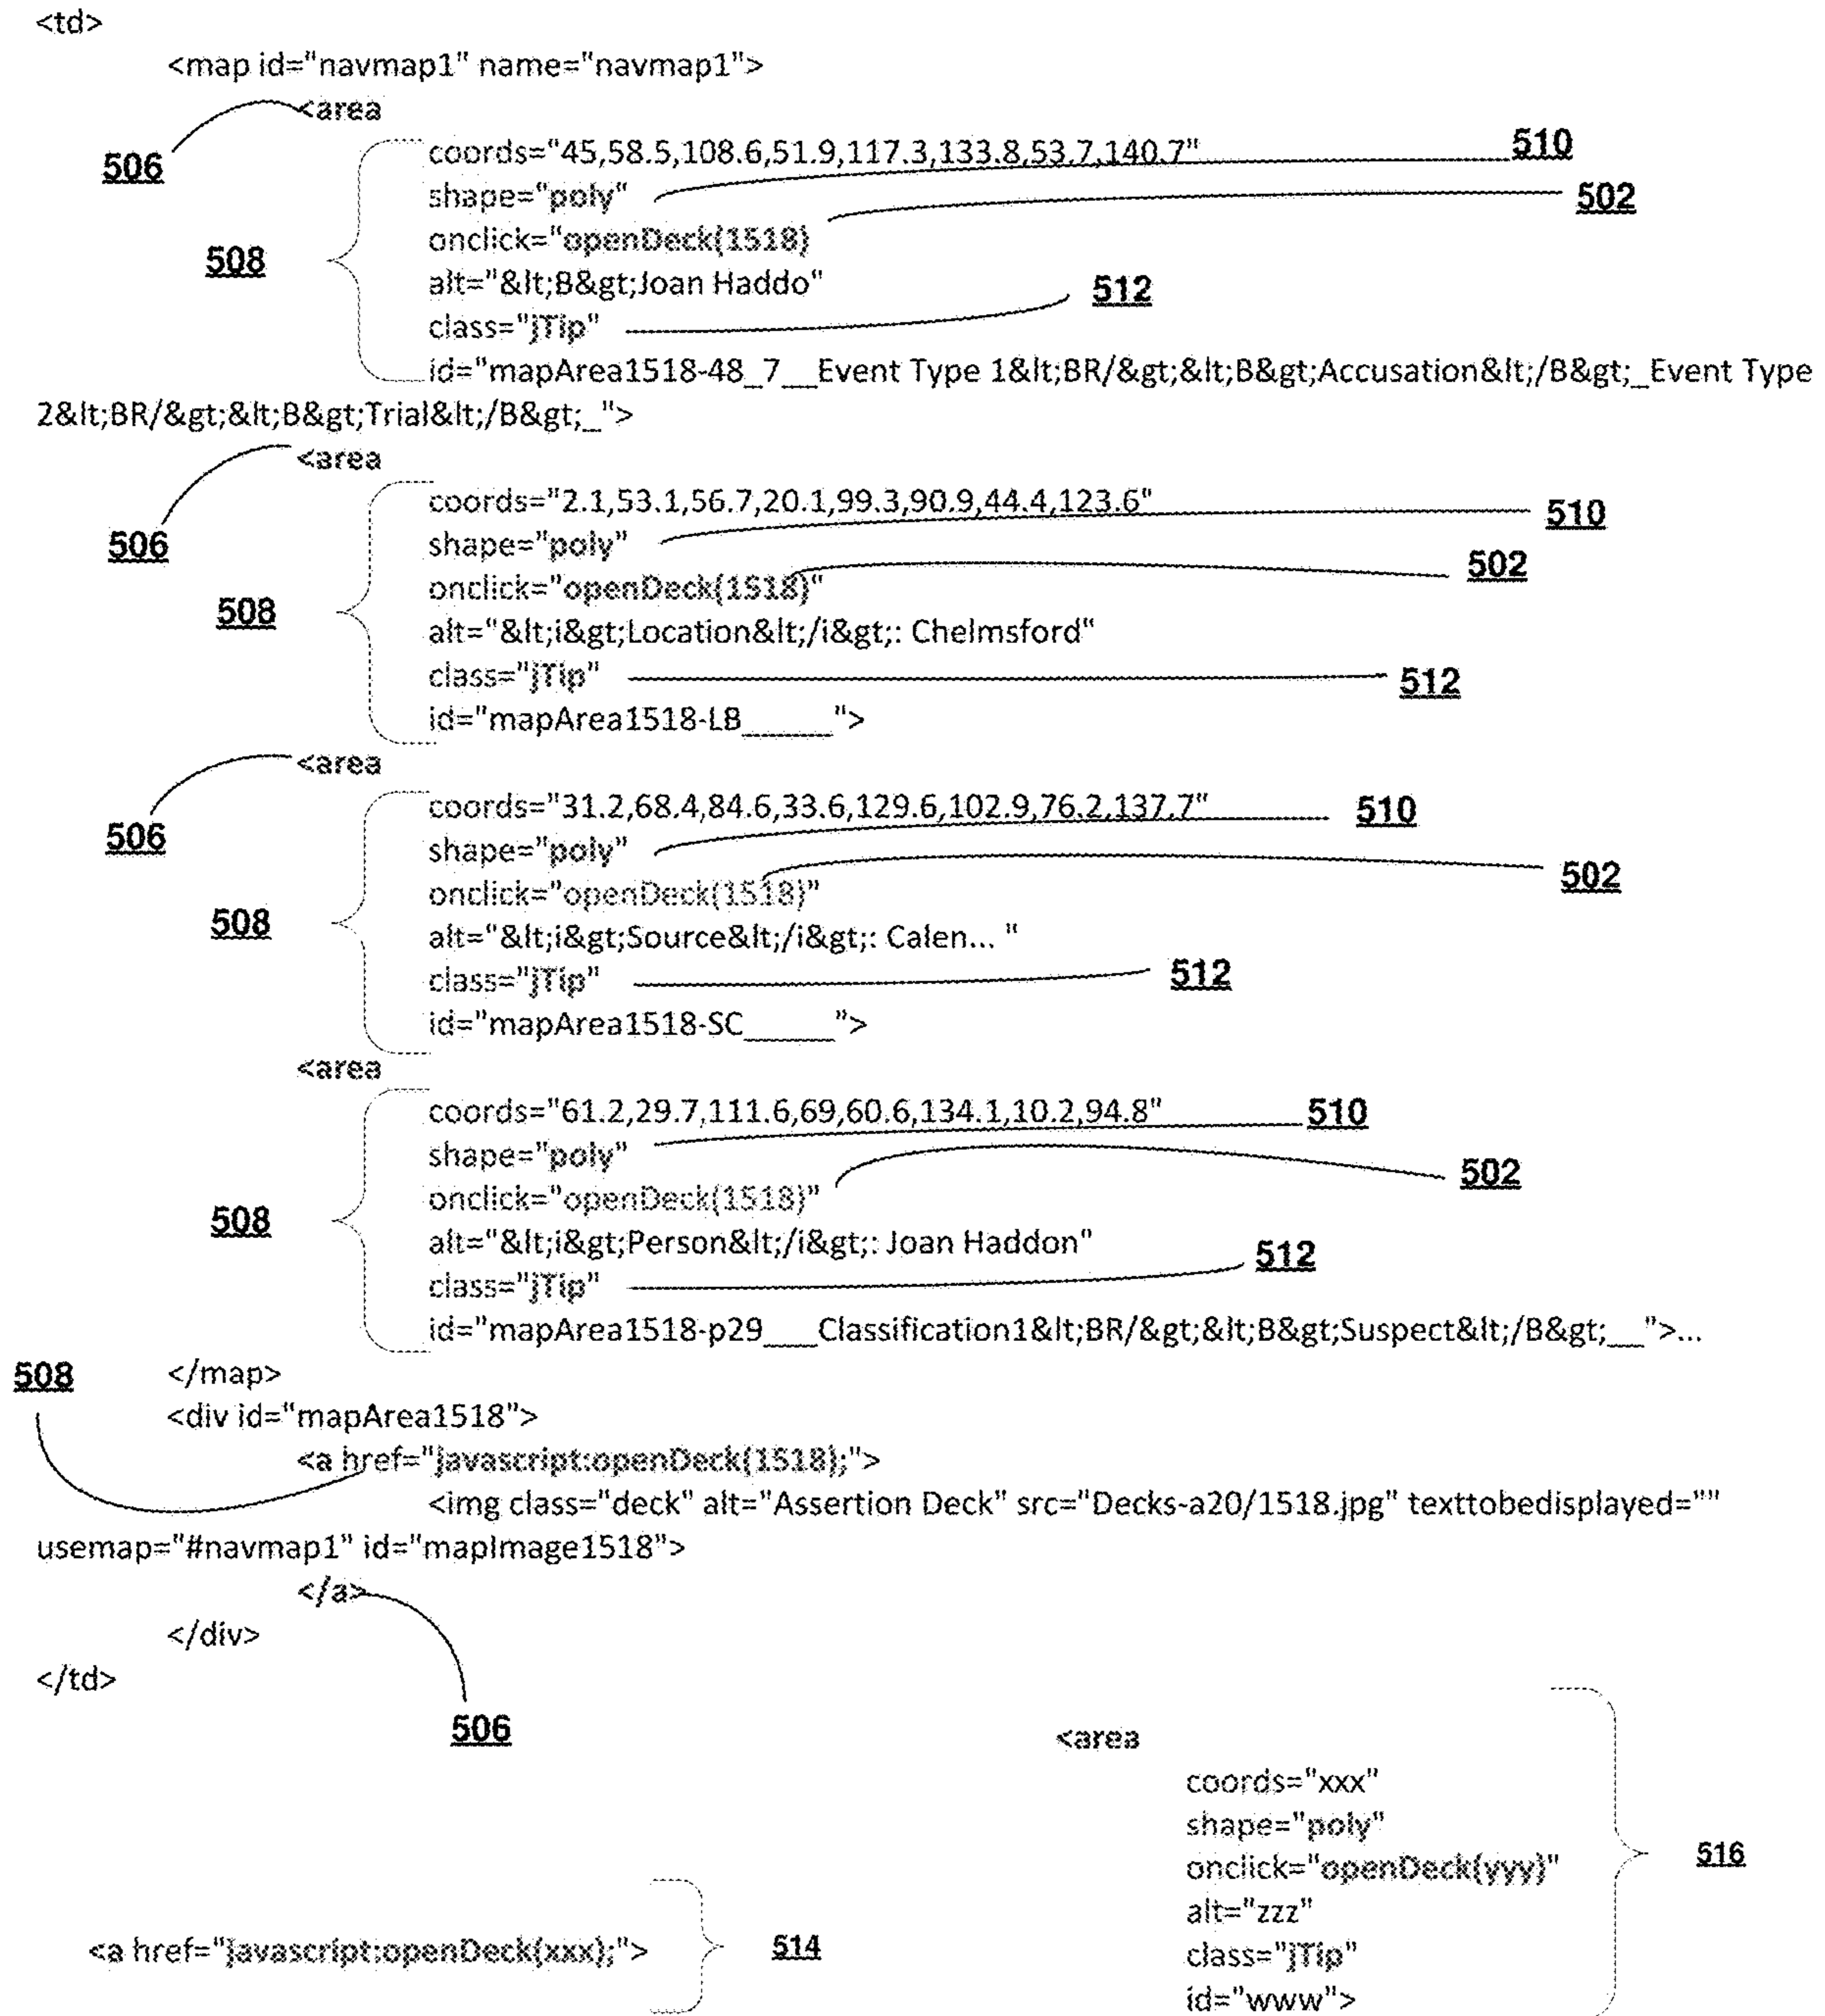 <td>
<map id="navmap1" name="navmap1">
<area
506
coords="45,58.5,108.6,51.9,117.3,133.8,53.7,140.7" 510
shape="poly"
502
onclick="openDeck(1518)
508
alt="&lt;B&gt;Joan Haddo"
512
class="jTip"
id="mapArea1518-48_7__Event Type 1&lt;BR/&gt;&lt;B&gt;Accusation&lt;/B&gt;_Event Type
2&lt;BR/&gt;&lt;B&gt;Trial&lt;/B&gt;_">
<area
coords="2.1,53.1,56.7,20.1,99.3,90.9,44.4,123.6" 510
506
shape="poly"
502
onclick="openDeck(1518)"
508
alt="&lt;i&gt;Location&lt;/i&gt;: Chelmsford"
class="jTip" 512
id="mapArea1518-LB_____">
<area
coords="31.2,68.4,84.6,33.6,129.6,102.9,76.2,137.7" 510
506
shape="poly"
502
onclick="openDeck(1518)"
508
alt="&lt;i&gt;Source&lt;/i&gt;: Calen... "
class="jTip" 512
id="mapArea1518-SC_____">
<area
coords="61.2,29.7,111.6,69,60.6,134.1,10.2,94.8" 510
shape="poly"
502
onclick="openDeck(1518)"
508
alt="&lt;i&gt;Person&lt;/i&gt;: Joan Haddon"
512
class="jTip"
id="mapArea1518-p29___Classification1&lt;BR/&gt;&lt;B&gt;Suspect&lt;/B&gt;__">...
508 </map>
<div id="mapArea1518">
<a href="javascript:openDeck(1518);">
<img class="deck" alt="Assertion Deck" src="Decks-a20/1518.jpg" texttobedisplayed=""
usemap="#navmap1" id="mapImage1518">
</a>
</div>
</td>
506
<area
coords="xxx"
shape="poly"
516
onclick="openDeck(yyy)"
alt="zzz"
class="jTip"
id="www">
<a href="javascript:openDeck(xxx);"> 514